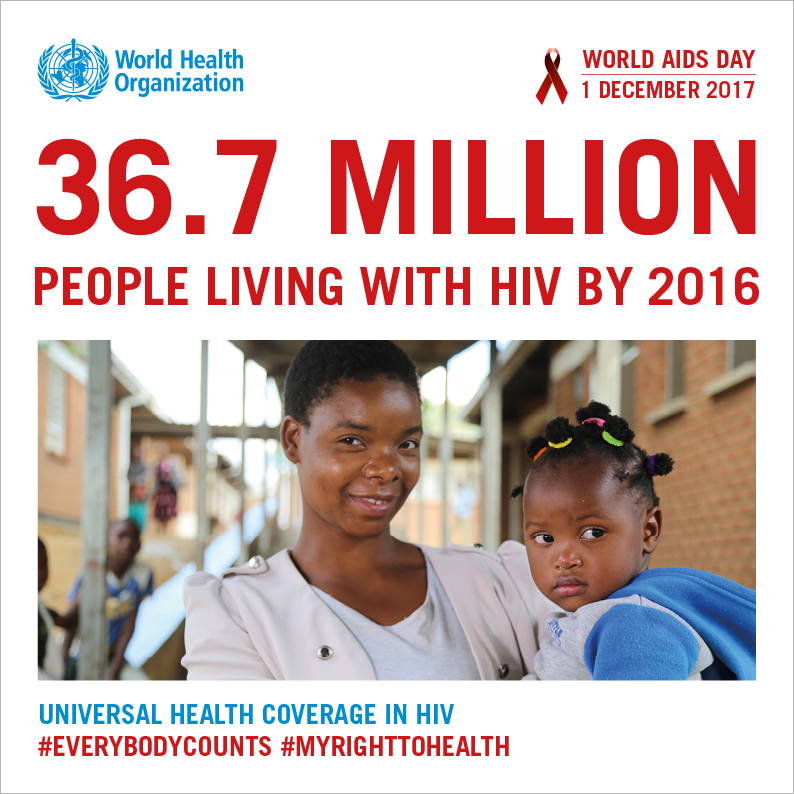 World Health
Organization
WORLD AIDS DAY
1 DECEMBER 2017
36.7 MILLION
PEOPLE LIVING WITH HIV BY 2016
UNIVERSAL HEALTH COVERAGE IN HIV
#EVERYBODYCOUNTS #MYRIGHTTOHEALTH